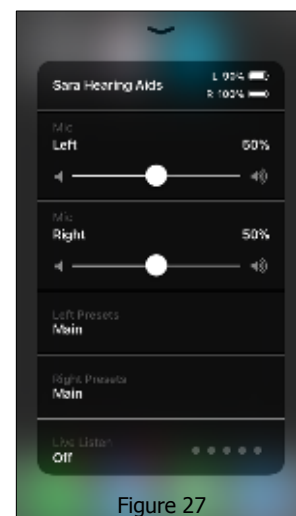 Sara Hearing Aids
L 90%
R 100%
Mic
Left 50%
Mic
Right 50%
Left Presets
Main
Right Presets
Main
Live Listen
Off
Figure 27